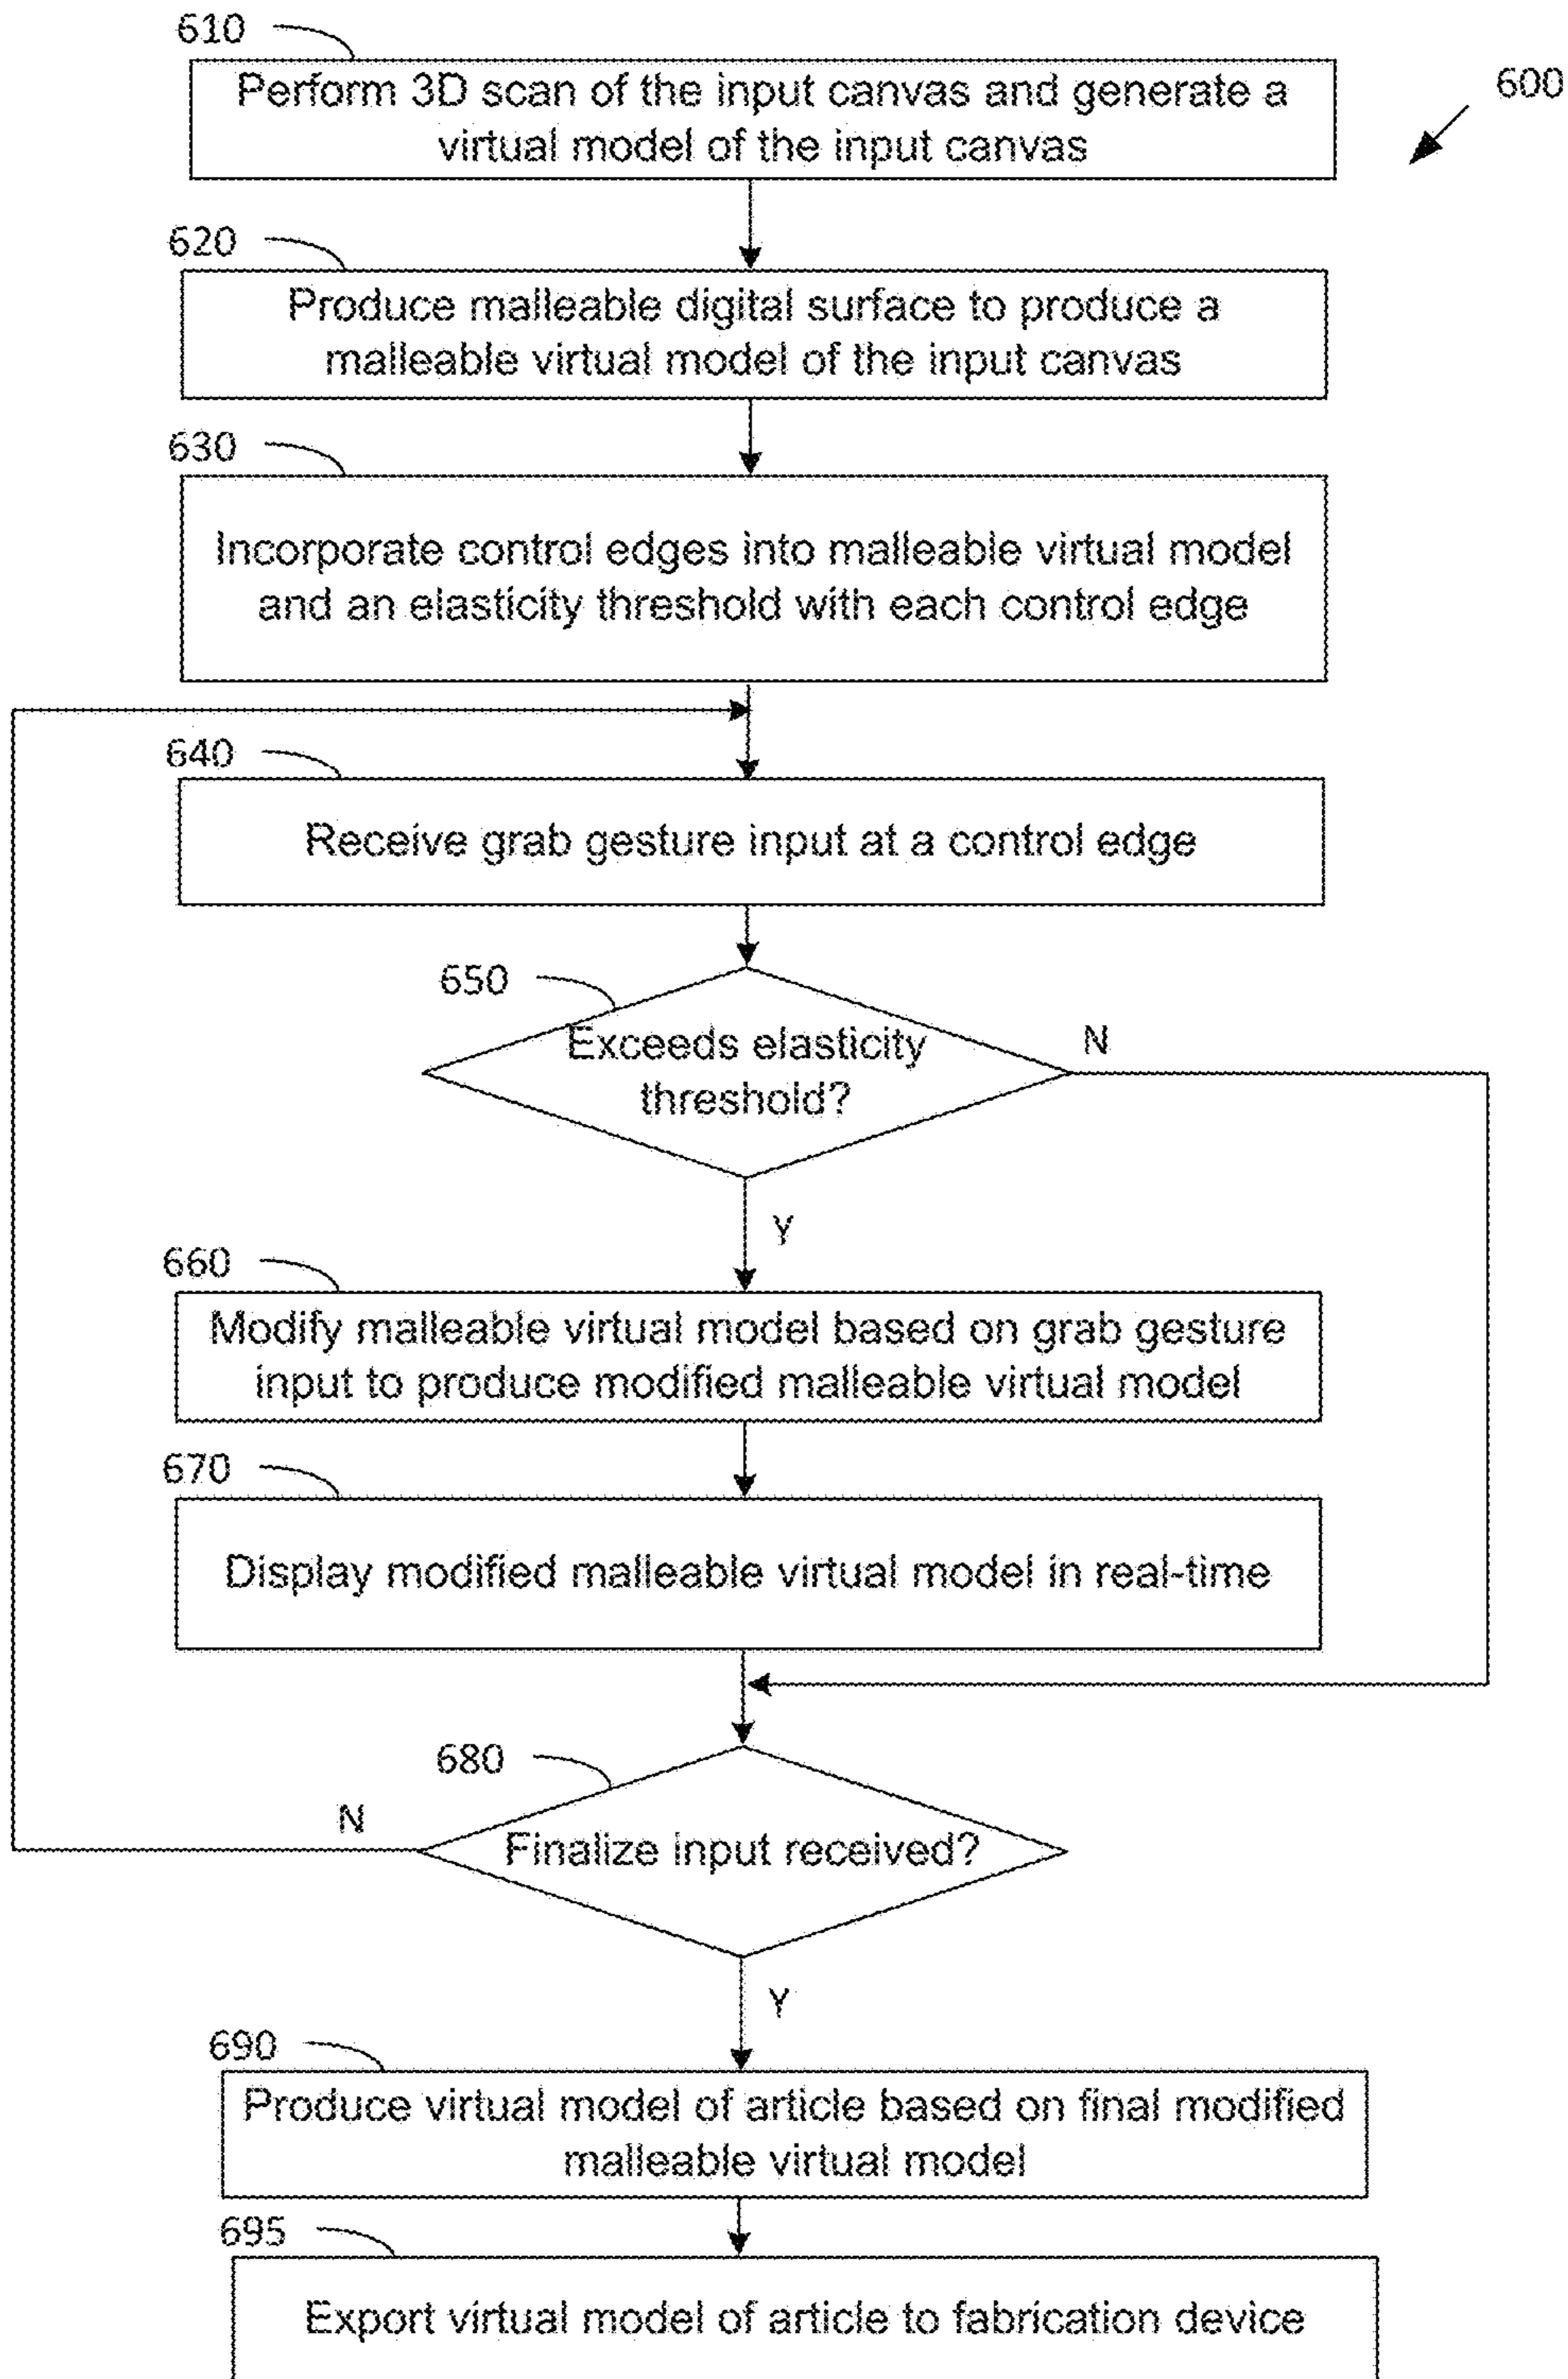 610
600
Perform 3D scan of the input canvas and generate a
virtual model of the input canvas
620
Produce malleable digital surface to produce a
malleable virtual model of the input canvas
630
Incorporate control edges into malleable virtual model
and an elasticity threshold with each control edge
640
Receive grab gesture input at a control edge
650
N
Exceeds elasticity
threshold?
Y
660
Modify malleable virtual model based on grab gesture
input to produce modified malleable virtual model
670
Display modified malleable virtual model in real-time
680
N
Finalize input received?
Y
690
Produce virtual model of article based on final modified
malleable virtual model
695
Export virtual model of article to fabrication device